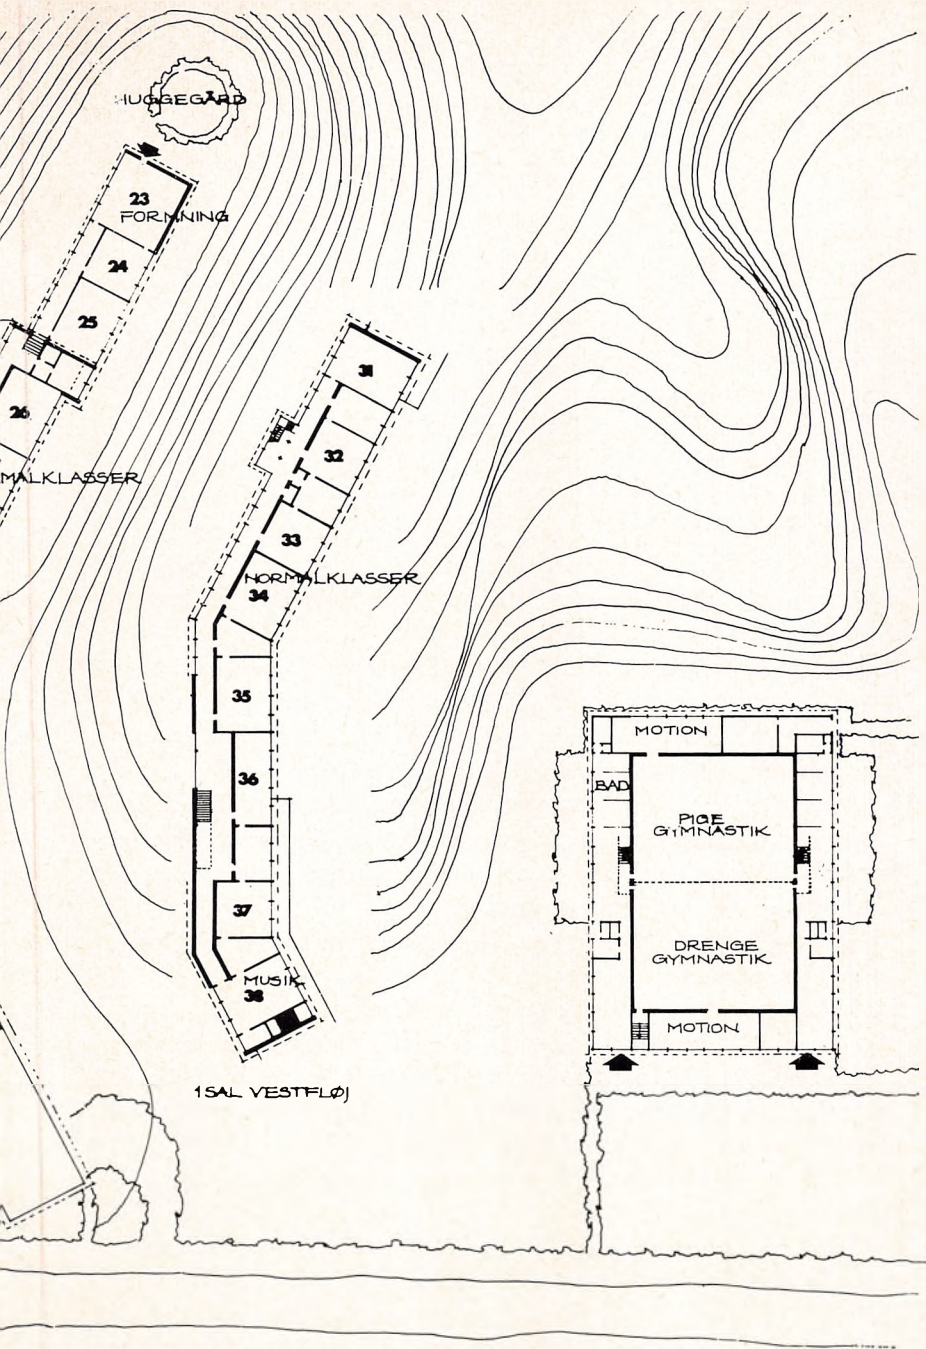 HUGGEGÅRD
23
FORMNING
24
25
26
MALKLASSER
31
32
33
NORMALKLASSER
34
35
36
37
MUSIK
38
1 SAL VESTFLØJ
MOTION
BAD
PIGE
GYMNASTIK
DRENGE
GYMNASTIK
MOTION